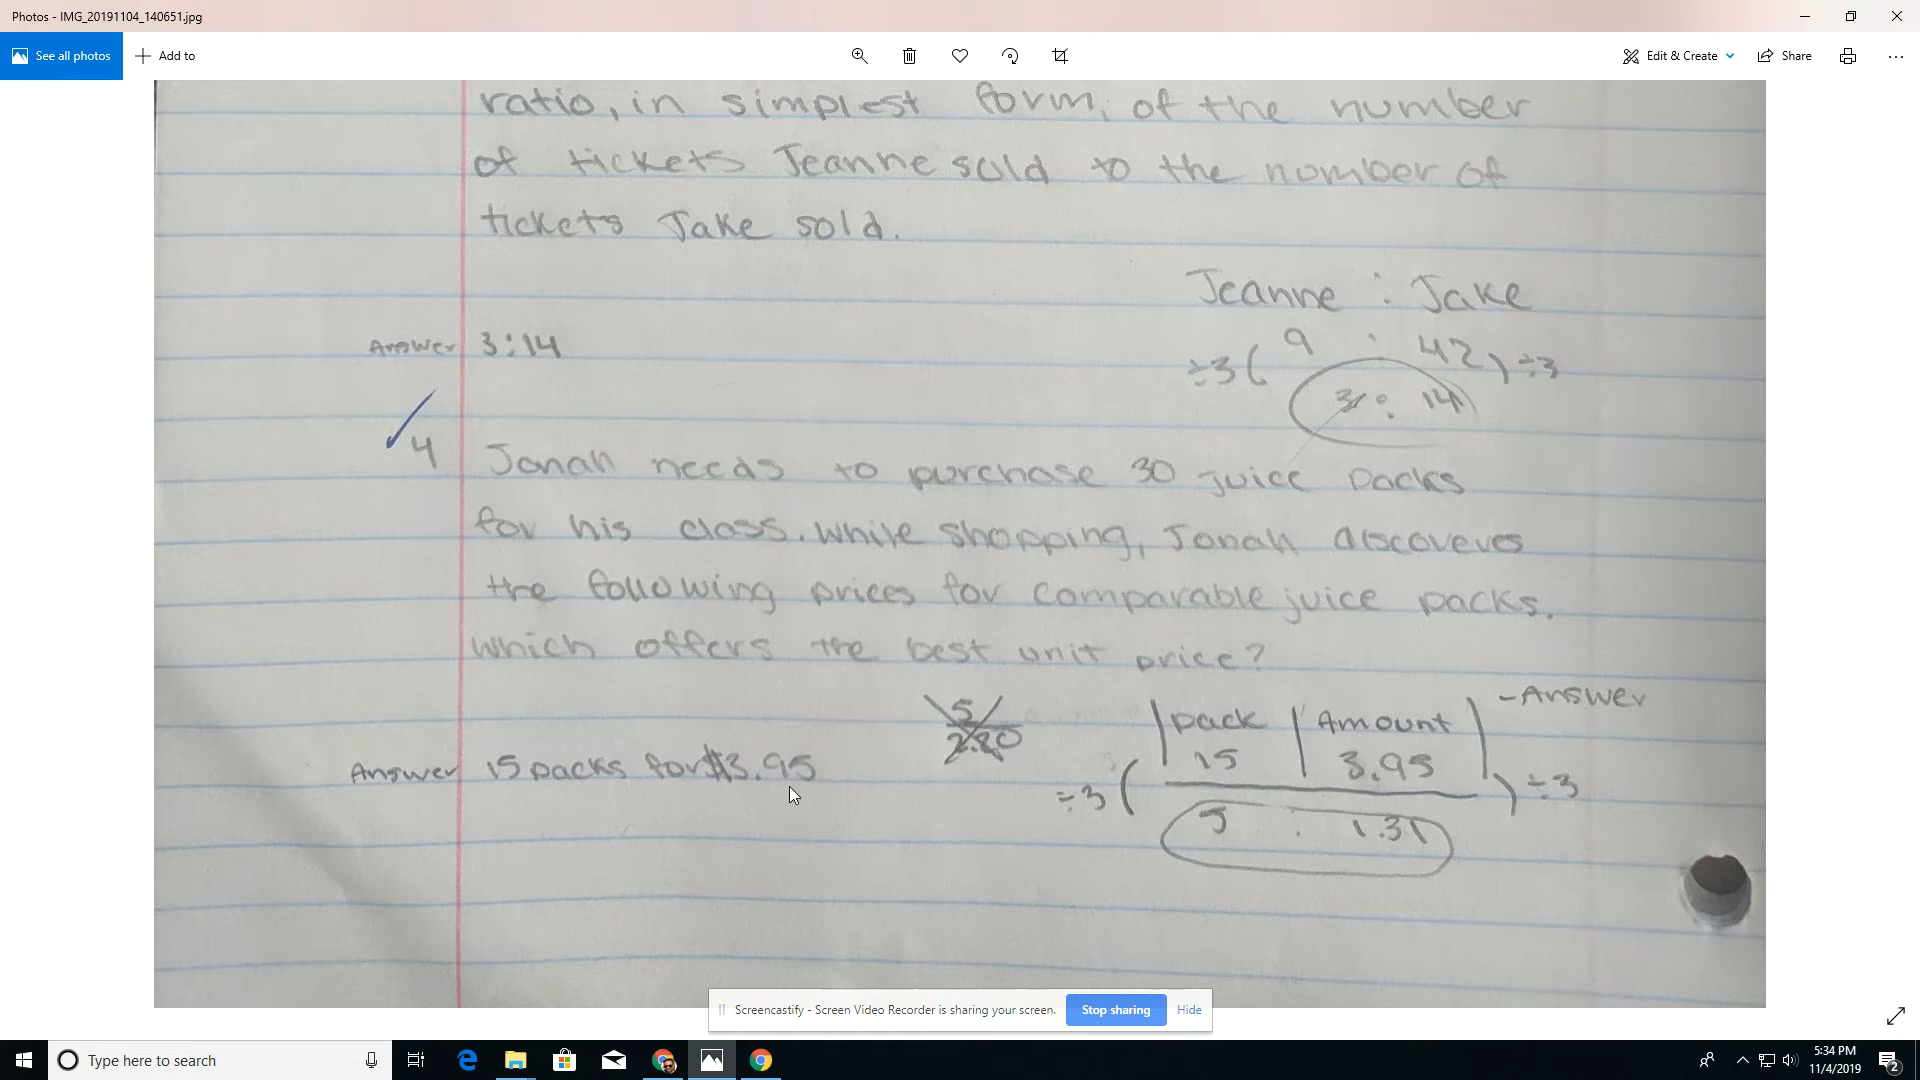 Photos - IMG_20191104_140651.jpg
See all photos
Add to
Edit & Create
Share
ratio, in simplest form, of the number
of tickets Jeanne sold to the number of
tickets Jake sold.
Jeanne : Jake
Answer 3:14
÷3 ( 9 : 42 ) ÷3
3 : 14
4 Jonah needs to purchase 30 juice packs
for his class. While shopping, Jonah discoveres
the following prices for comparable juice packs.
Which offers the best unit price?
- Answer
5
2.20
pack | Amount
15 | 3.95
Answer 15 packs for $3.95
÷3 ( ) ÷3
5 : 1.31
Screencastify - Screen Video Recorder is sharing your screen.
Stop sharing
Hide
Type here to search
5:34 PM
11/4/2019
2